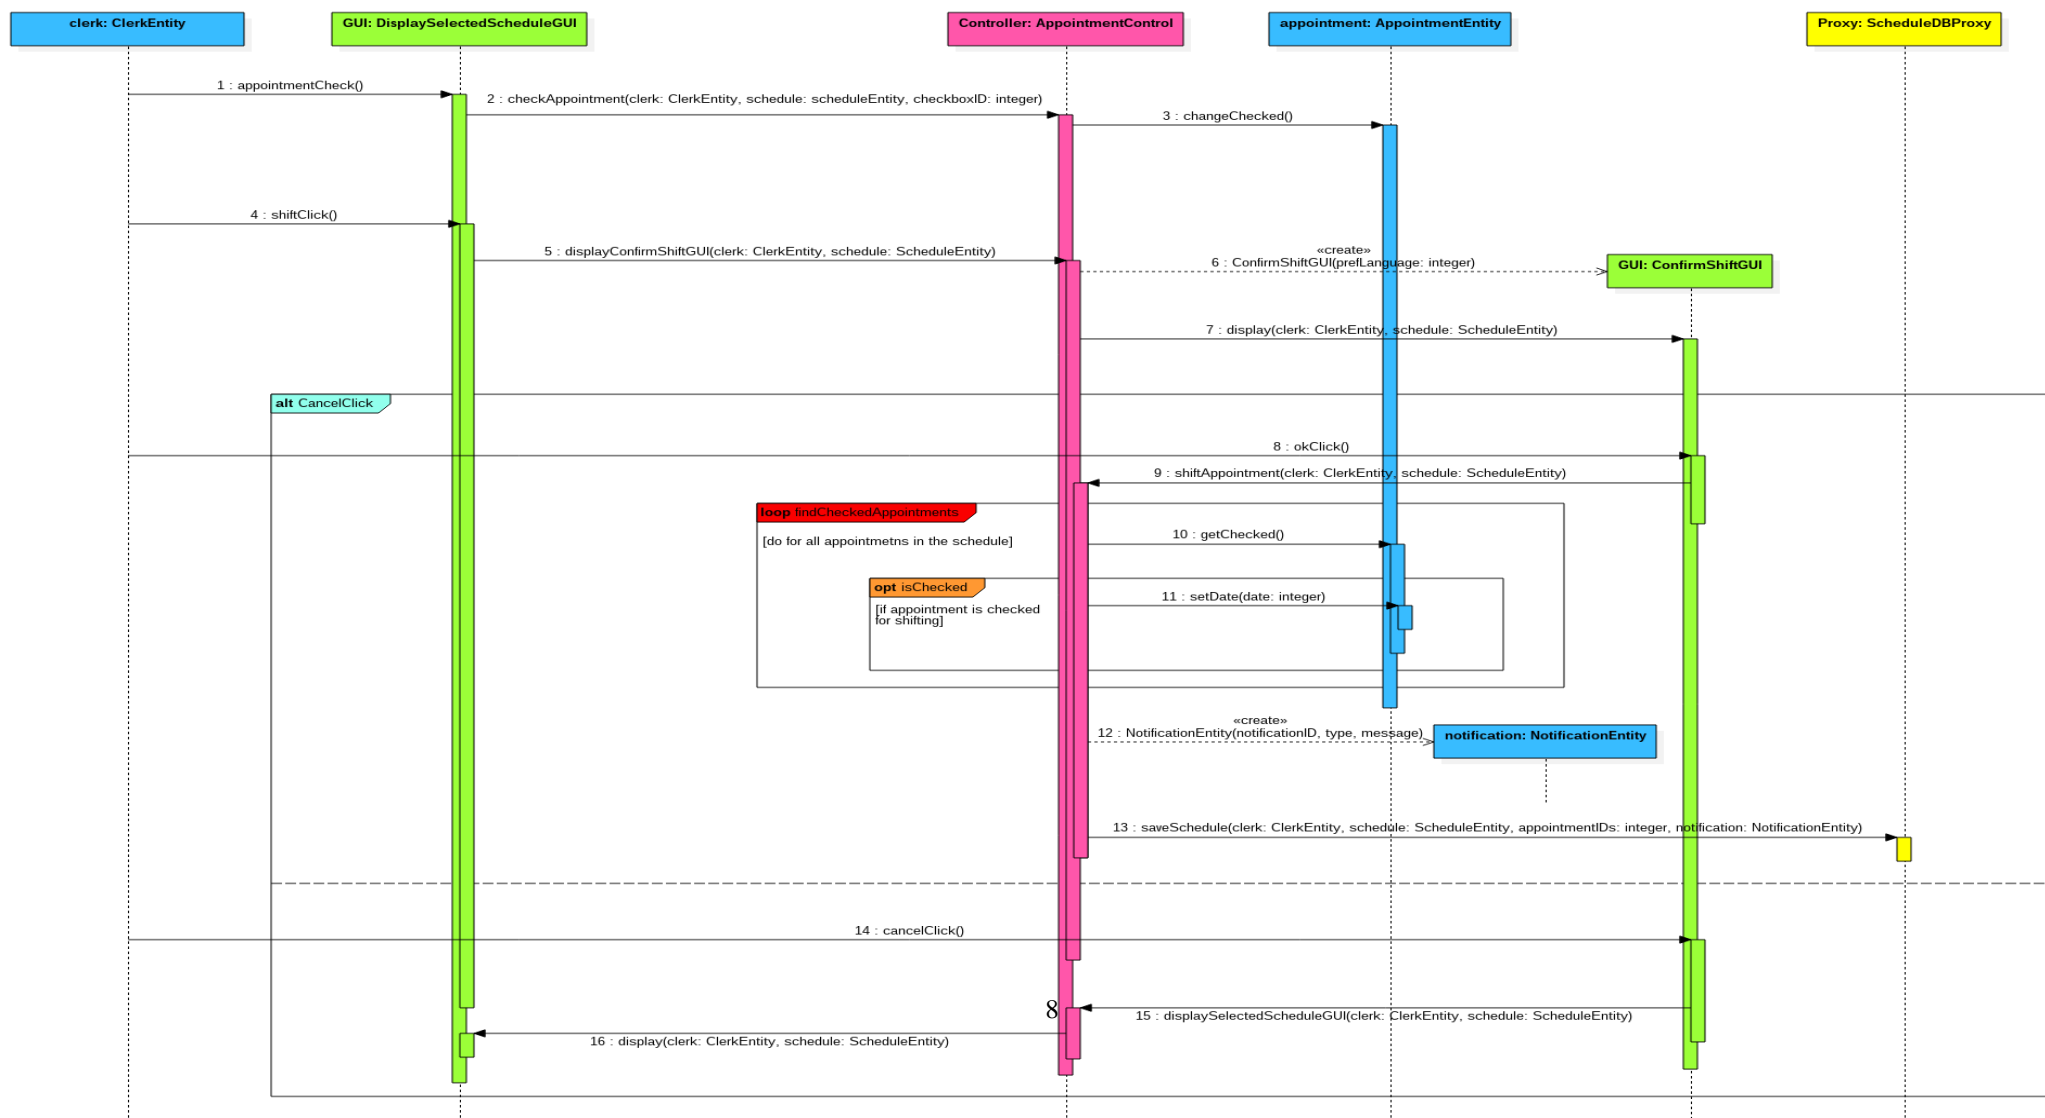 clerk: ClerkEntity
GUI: DisplaySelectedScheduleGUI
Controller: AppointmentControl
appointment: AppointmentEntity
Proxy: ScheduleDBProxy
1 : appointmentCheck()
2 : checkAppointment(clerk: ClerkEntity, schedule: scheduleEntity, checkboxID: integer)
3 : changeChecked()
4 : shiftClick()
5 : displayConfirmShiftGUI(clerk: ClerkEntity, schedule: ScheduleEntity)
«create»
6 : ConfirmShiftGUI(prefLanguage: integer)
GUI: ConfirmShiftGUI
7 : display(clerk: ClerkEntity, schedule: ScheduleEntity)
alt CancelClick
8 : okClick()
9 : shiftAppointment(clerk: ClerkEntity, schedule: ScheduleEntity)
loop findCheckedAppointments
[do for all appointmetns in the schedule]
10 : getChecked()
opt isChecked
[if appointment is checked
for shifting]
11 : setDate(date: integer)
«create»
12 : NotificationEntity(notificationID, type, message)
notification: NotificationEntity
13 : saveSchedule(clerk: ClerkEntity, schedule: ScheduleEntity, appointmentIDs: integer, notification: NotificationEntity)
14 : cancelClick()
8
15 : displaySelectedScheduleGUI(clerk: ClerkEntity, schedule: ScheduleEntity)
16 : display(clerk: ClerkEntity, schedule: ScheduleEntity)